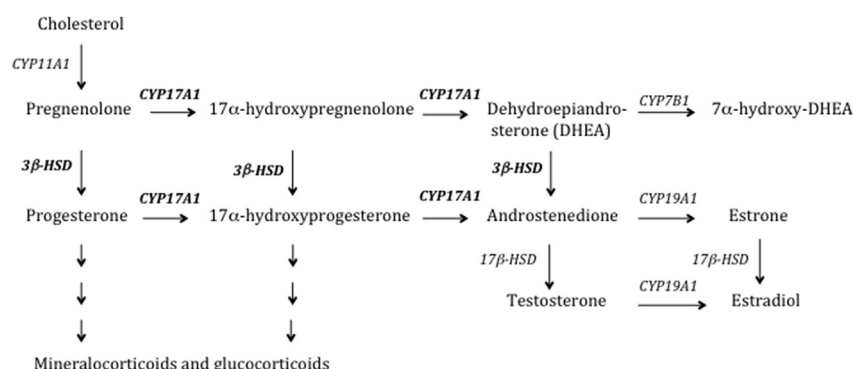 Cholesterol
CYP11A1
CYP17A1 CYP17A1 CYP7B1
Pregnenolone 17α-hydroxypregnenolone Dehydroepiandro- 7α-hydroxy-DHEA
sterone (DHEA)
3β-HSD 3β-HSD 3β-HSD
CYP17A1 CYP17A1 CYP19A1
Progesterone 17α-hydroxyprogesterone Androstenedione Estrone
17β-HSD 17β-HSD
CYP19A1
Testosterone Estradiol
Mineralocorticoids and glucocorticoids